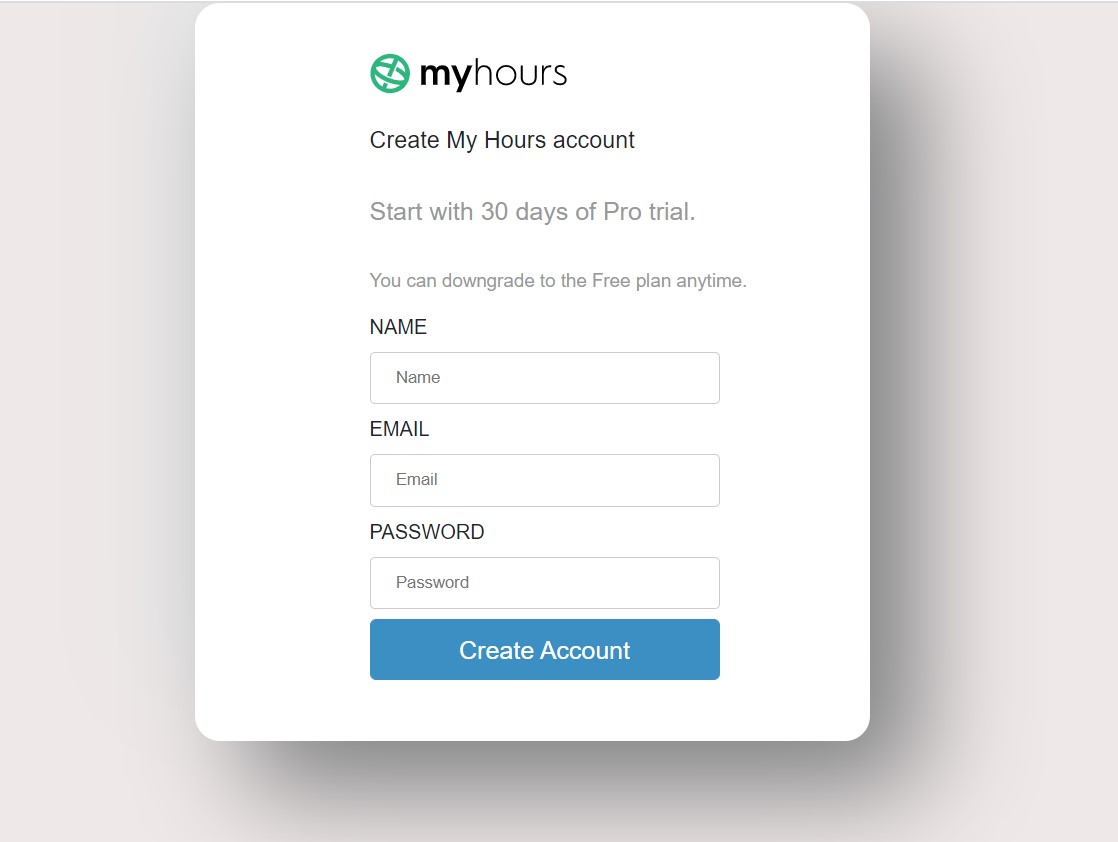 myhours
Create My Hours account
Start with 30 days of Pro trial.
You can downgrade to the Free plan anytime.
NAME
Name
EMAIL
Email
PASSWORD
Password
Create Account